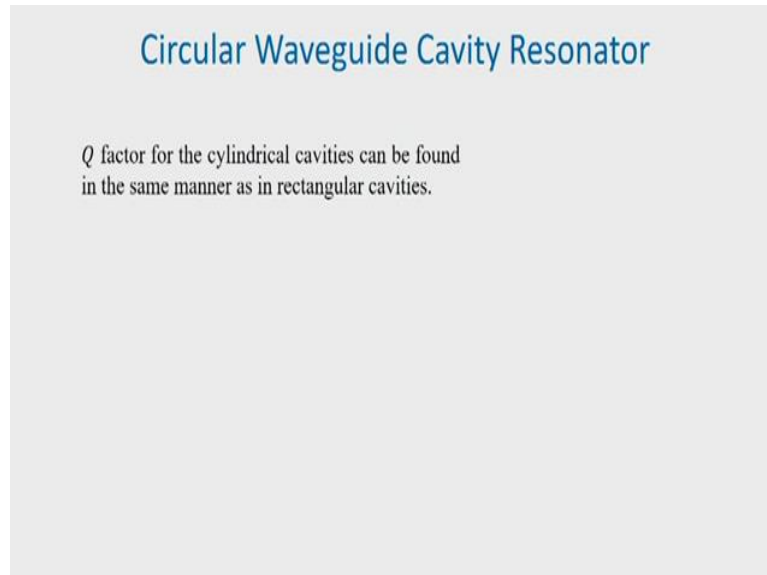 Circular Waveguide Cavity Resonator
Q factor for the cylindrical cavities can be found
in the same manner as in rectangular cavities.